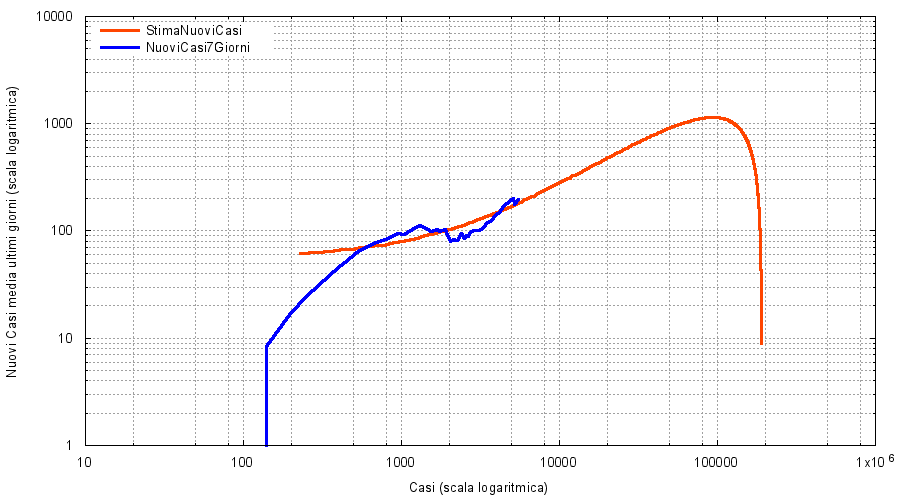 10000
1000
100
10
1
StimaNuoviCasi
NuoviCasi7Giorni
Nuovi Casi media ultimi giorni (scala logaritmica)
10 100 1000 10000 100000 1x10 6
Casi (scala logaritmica)